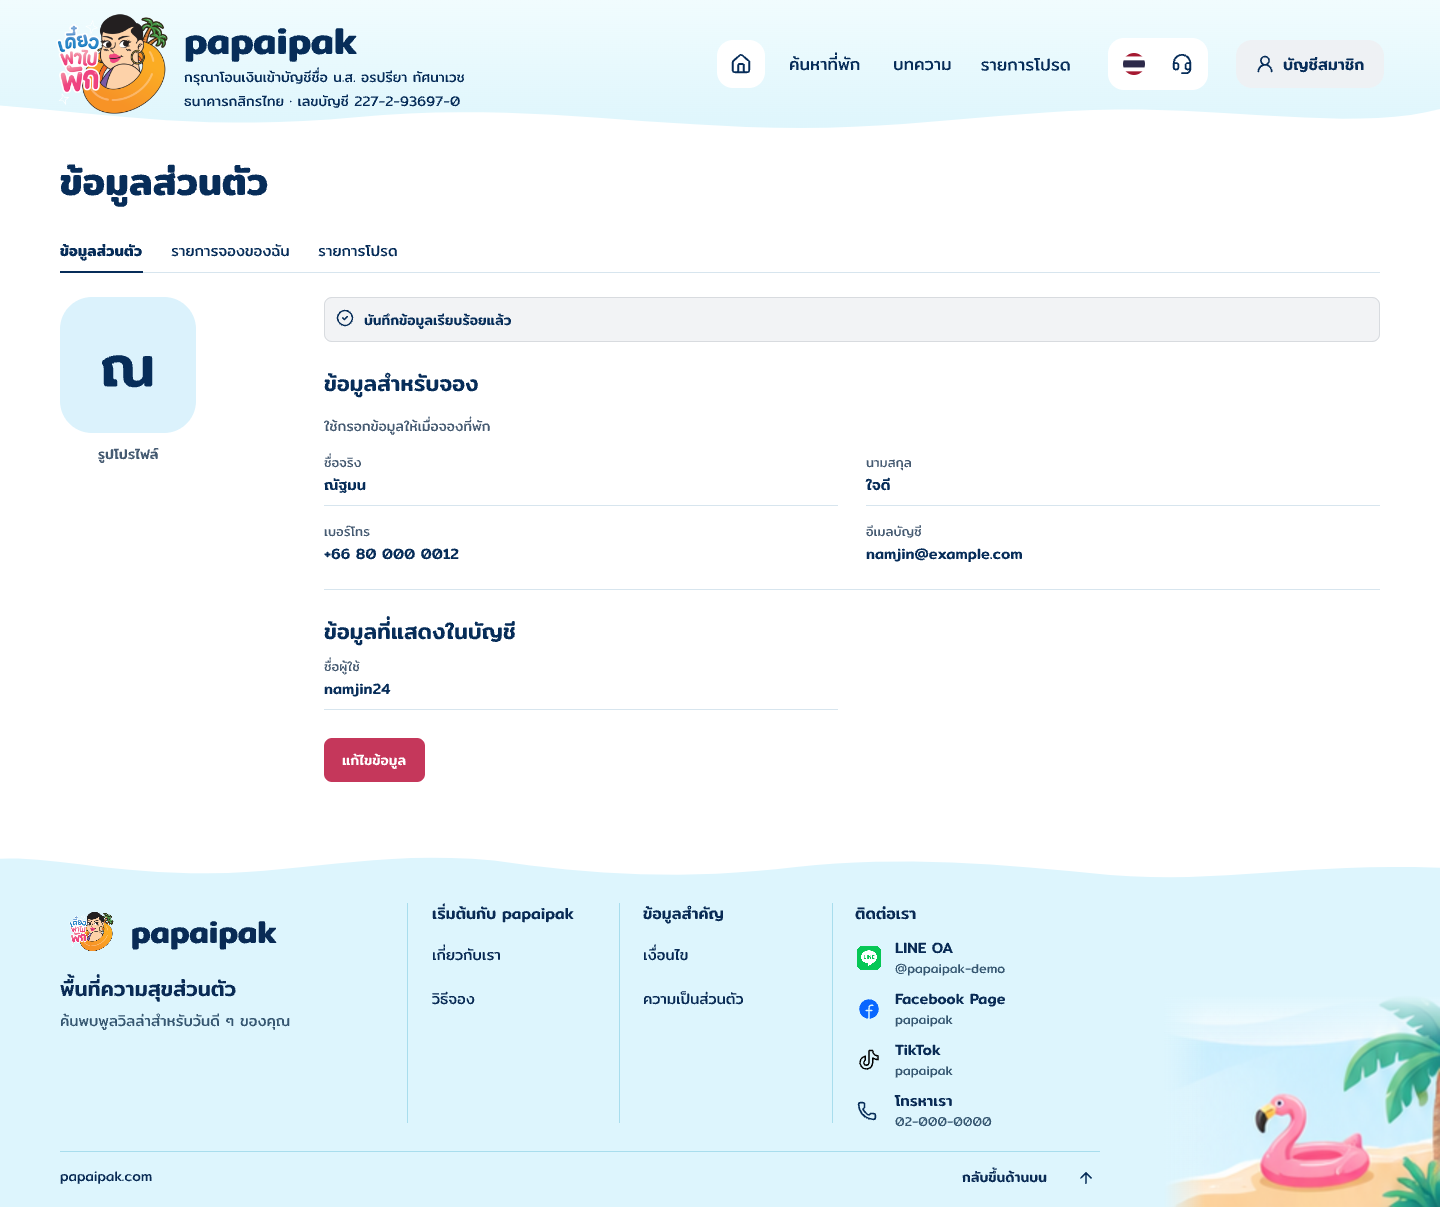 เดี๋ยว
พาไป
พัก
papaipak
กรุณาโอนเงินเข้าบัญชีชื่อ น.ส. อรปรียา ทัศนาเวช
ธนาคารกสิกรไทย · เลขบัญชี 227-2-93697-0
ค้นหาที่พัก
บทความ
รายการโปรด
บัญชีสมาชิก
ข้อมูลส่วนตัว
ข้อมูลส่วนตัว
รายการจองของฉัน
รายการโปรด
ณ
รูปโปรไฟล์
บันทึกข้อมูลเรียบร้อยแล้ว
ข้อมูลสำหรับจอง
ใช้กรอกข้อมูลให้เมื่อจองที่พัก
ชื่อจริง
ณัฐมน
นามสกุล
ใจดี
เบอร์โทร
+66 80 000 0012
อีเมลบัญชี
namjin@example.com
ข้อมูลที่แสดงในบัญชี
ชื่อผู้ใช้
namjin24
แก้ไขข้อมูล
เดี๋ยว
พาไป
พัก
papaipak
พื้นที่ความสุขส่วนตัว
ค้นพบพูลวิลล่าสำหรับวันดี ๆ ของคุณ
เริ่มต้นกับ papaipak
เกี่ยวกับเรา
วิธีจอง
ข้อมูลสำคัญ
เงื่อนไข
ความเป็นส่วนตัว
ติดต่อเรา
LINE
LINE OA
@papaipak-demo
Facebook Page
papaipak
TikTok
papaipak
โทรหาเรา
02-000-0000
papaipak.com
กลับขึ้นด้านบน